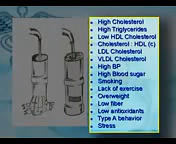 High Cholesterol
High Triglycerides
Low HDL Cholesterol
Cholesterol : HDL (c)
LDL Cholesterol
VLDL Cholesterol
High BP
High Blood sugar
Smoking
Lack of exercise
Overweight
Low fiber
Low antioxidants
Type A behavior
Stress